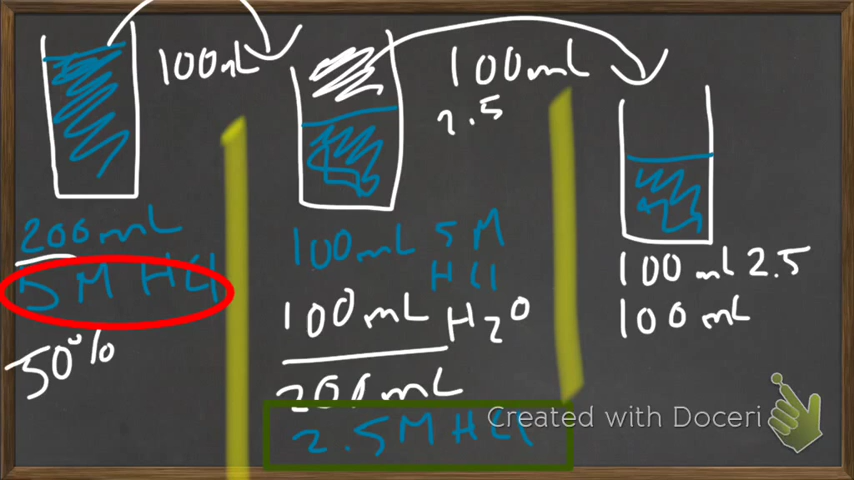 100mL
200mL
5M HCl
50%
100mL 5M
HCl
100mL H2O
200mL
2.5M HCl
100mL
2.5
100mL 2.5
100mL
Created with Doceri